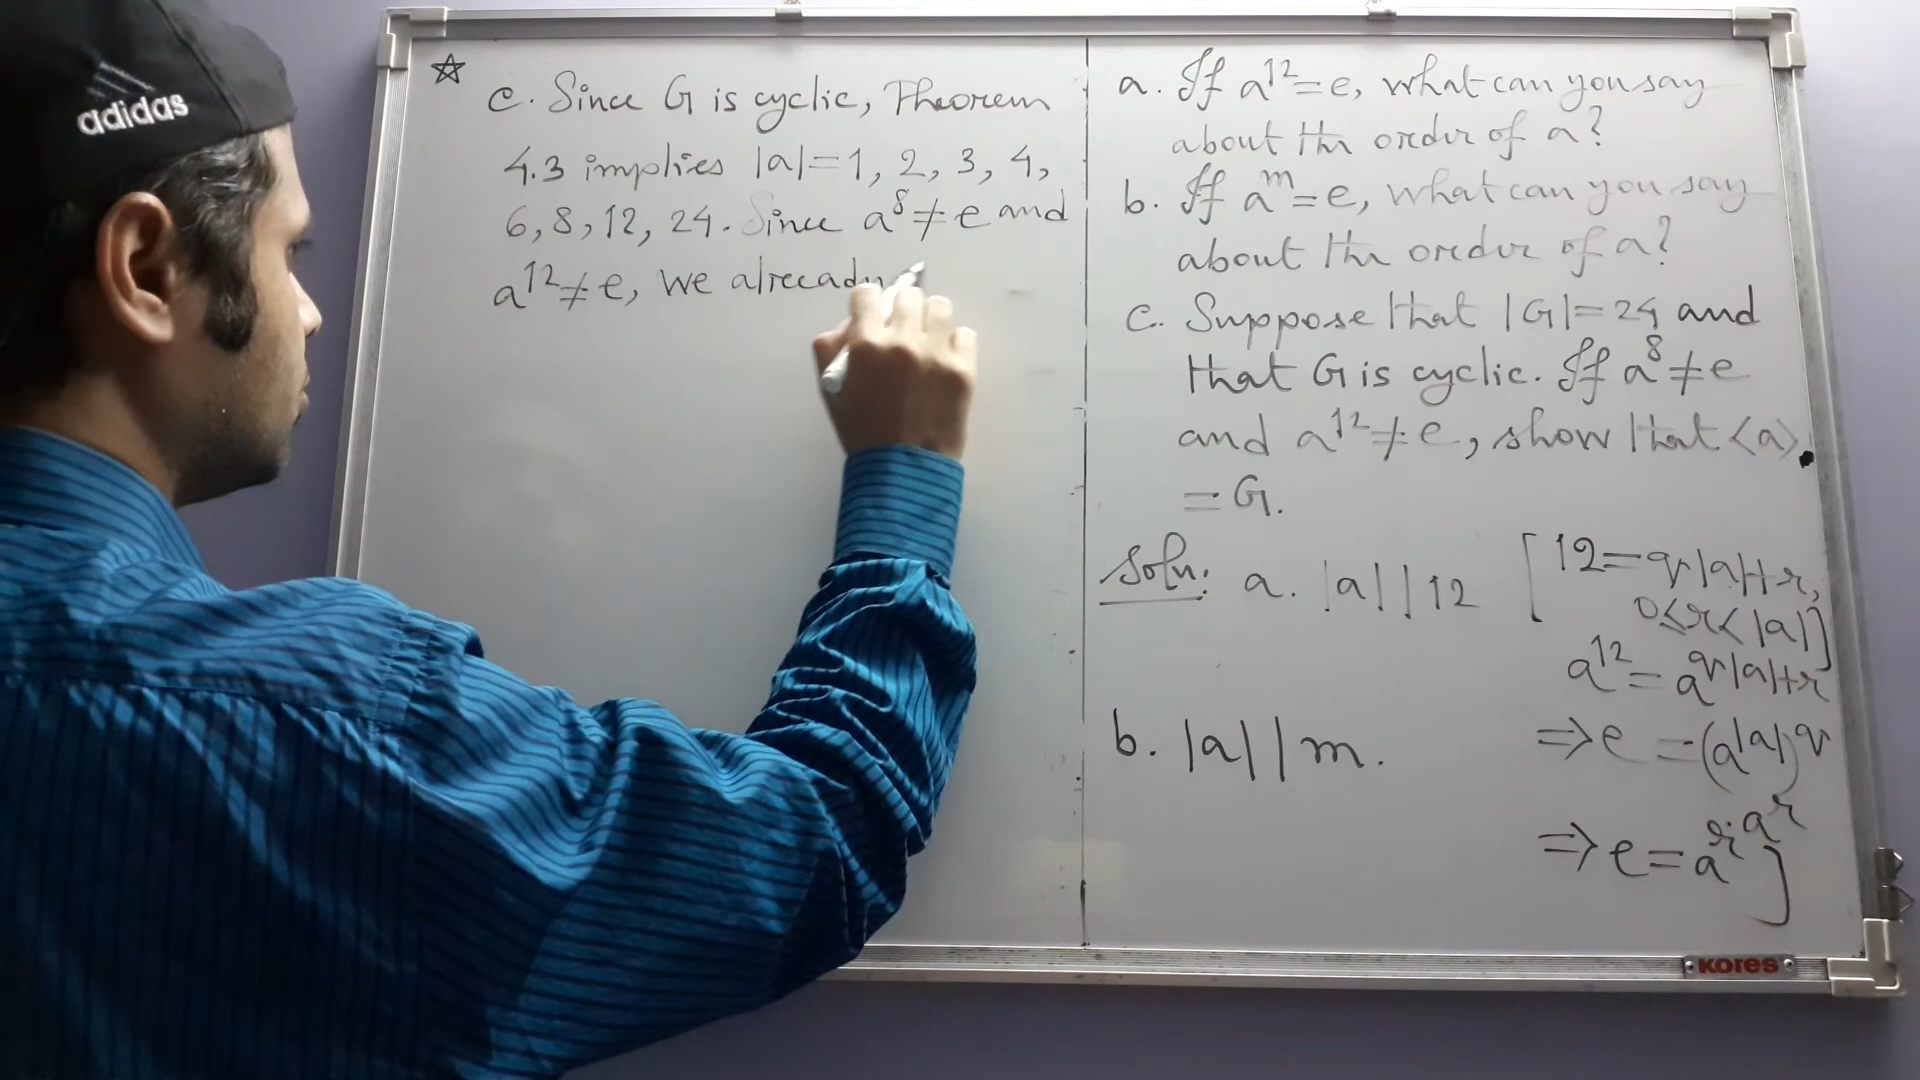 adidas
c. Since G is cyclic, Theorem
4.3 implies |a|=1, 2, 3, 4,
6, 8, 12, 24. Since a⁸≠e and
a¹²≠e, we already
a. If a¹²=e, what can you say
about the order of a?
b. If aᵐ=e, what can you say
about the order of a?
c. Suppose that |G|=24 and
that G is cyclic. If a⁸≠e
and a¹²≠e, show that <a>
=G.
Soln: a. |a| | 12 [12=q|a|+r,
0≤r<|a|]
a¹²=a^q|a|+r
b. |a| | m. ⇒e=(a^|a|)^q
a^r
⇒e=a^r]
KORES